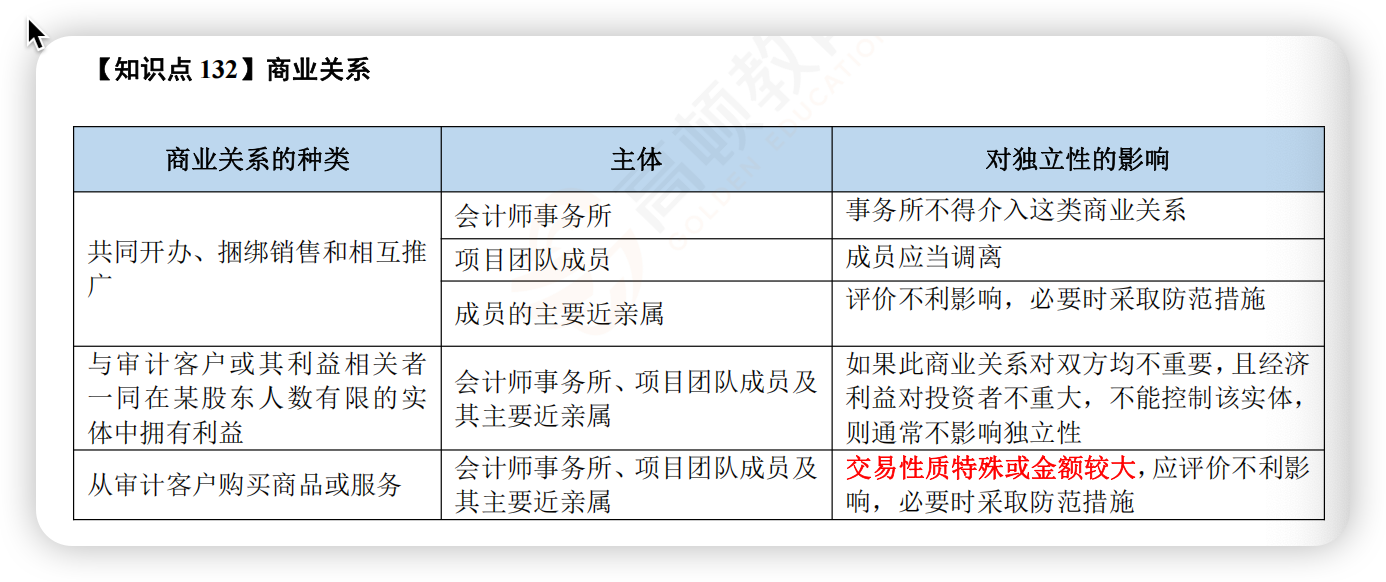 【知识点 132】商业关系
商业关系的种类
主体
对独立性的影响
共同开办、捆绑销售和相互推
广
会计师事务所
事务所不得介入这类商业关系
项目团队成员
成员应当调离
成员的主要近亲属
评价不利影响，必要时采取防范措施
与审计客户或其利益相关者
一同在某股东人数有限的实
体中拥有利益
会计师事务所、项目团队成员及
其主要近亲属
如果此商业关系对双方均不重要，且经济
利益对投资者不重大，不能控制该实体，
则通常不影响独立性
从审计客户购买商品或服务
会计师事务所、项目团队成员及
其主要近亲属
交易性质特殊或金额较大，应评价不利影
响，必要时采取防范措施
高顿教育
GOLDEN EDUCATION